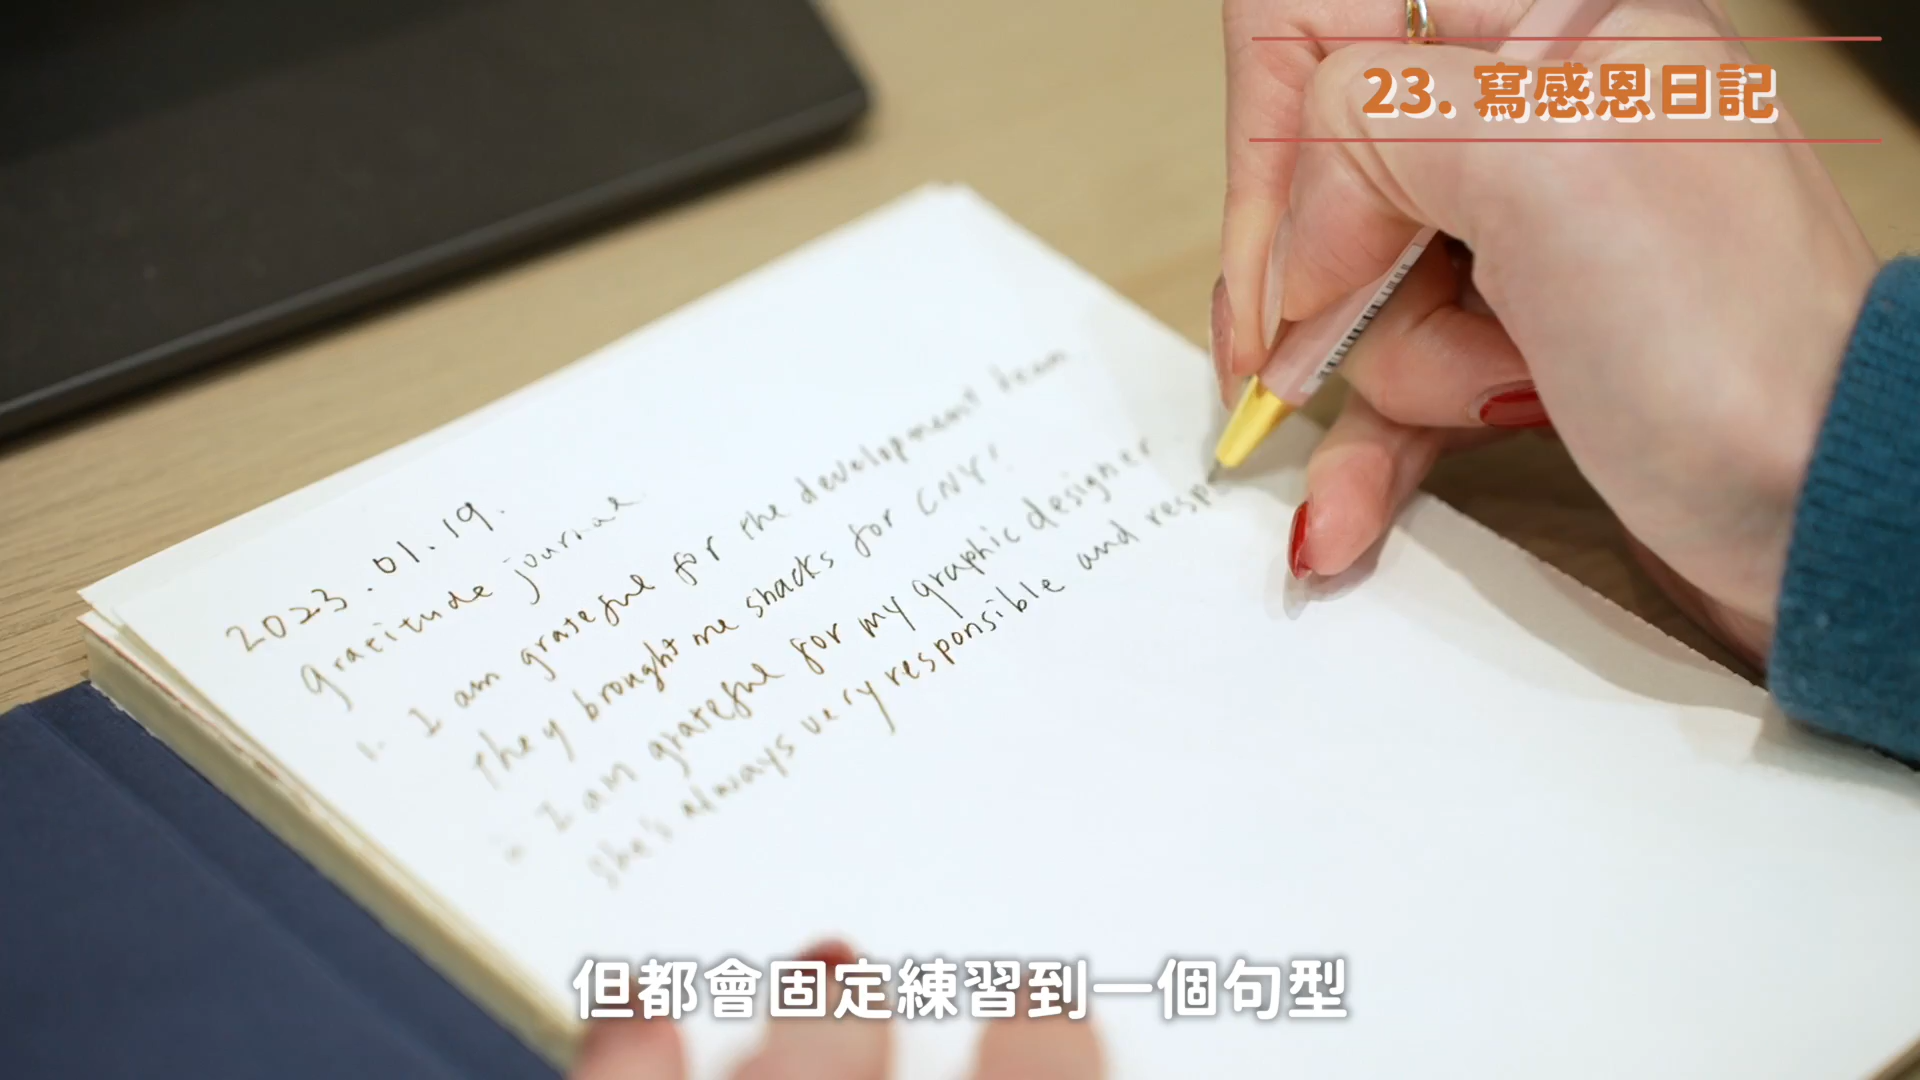 23. 寫感恩日記
2023.01.19.
gratitude journal
1. I am grateful for the development team
They brought me snacks for CNY!
I am grateful for my graphic designer
she's always very responsible and resp
但都會固定練習到一個句型